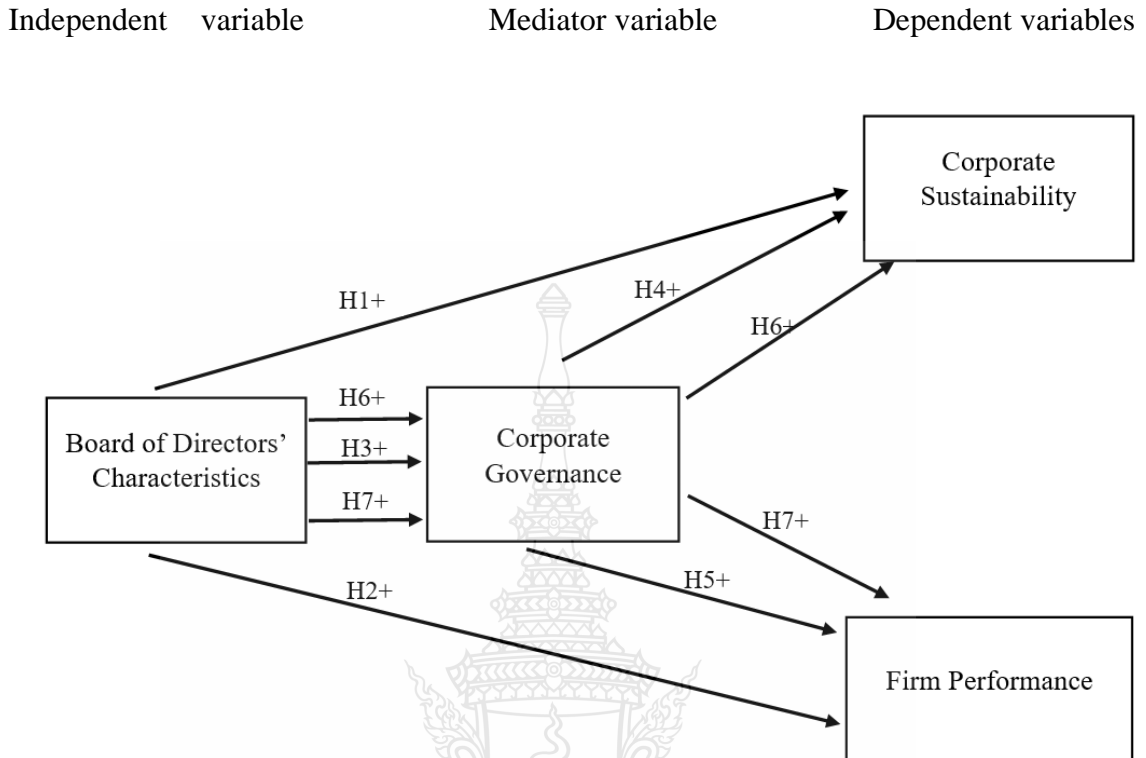 Independent variable Mediator variable Dependent variables
Corporate
Sustainability
H1+
H4+
H6+
H6+
H3+
H7+
Board of Directors’
Characteristics
Corporate
Governance
H7+
H5+
H2+
Firm Performance